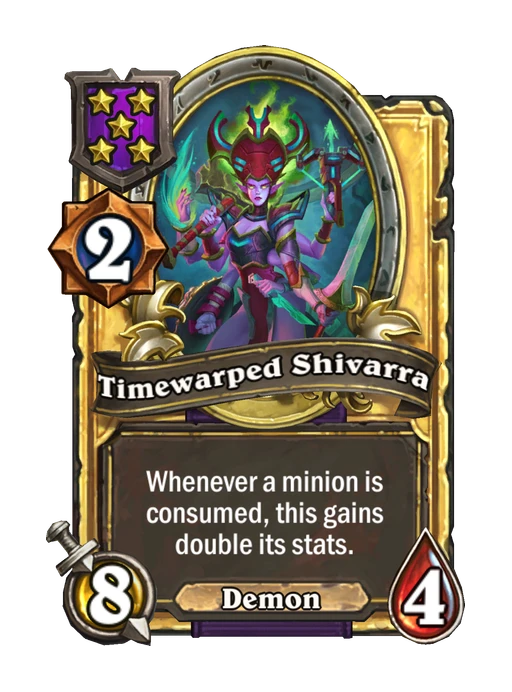 2
Timewarped Shivarra
Whenever a minion is
consumed, this gains
double its stats.
8
Demon
4